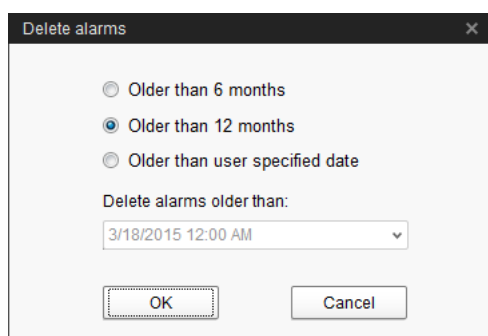 Delete alarms
Older than 6 months
Older than 12 months
Older than user specified date
Delete alarms older than:
3/18/2015 12:00 AM
OK Cancel